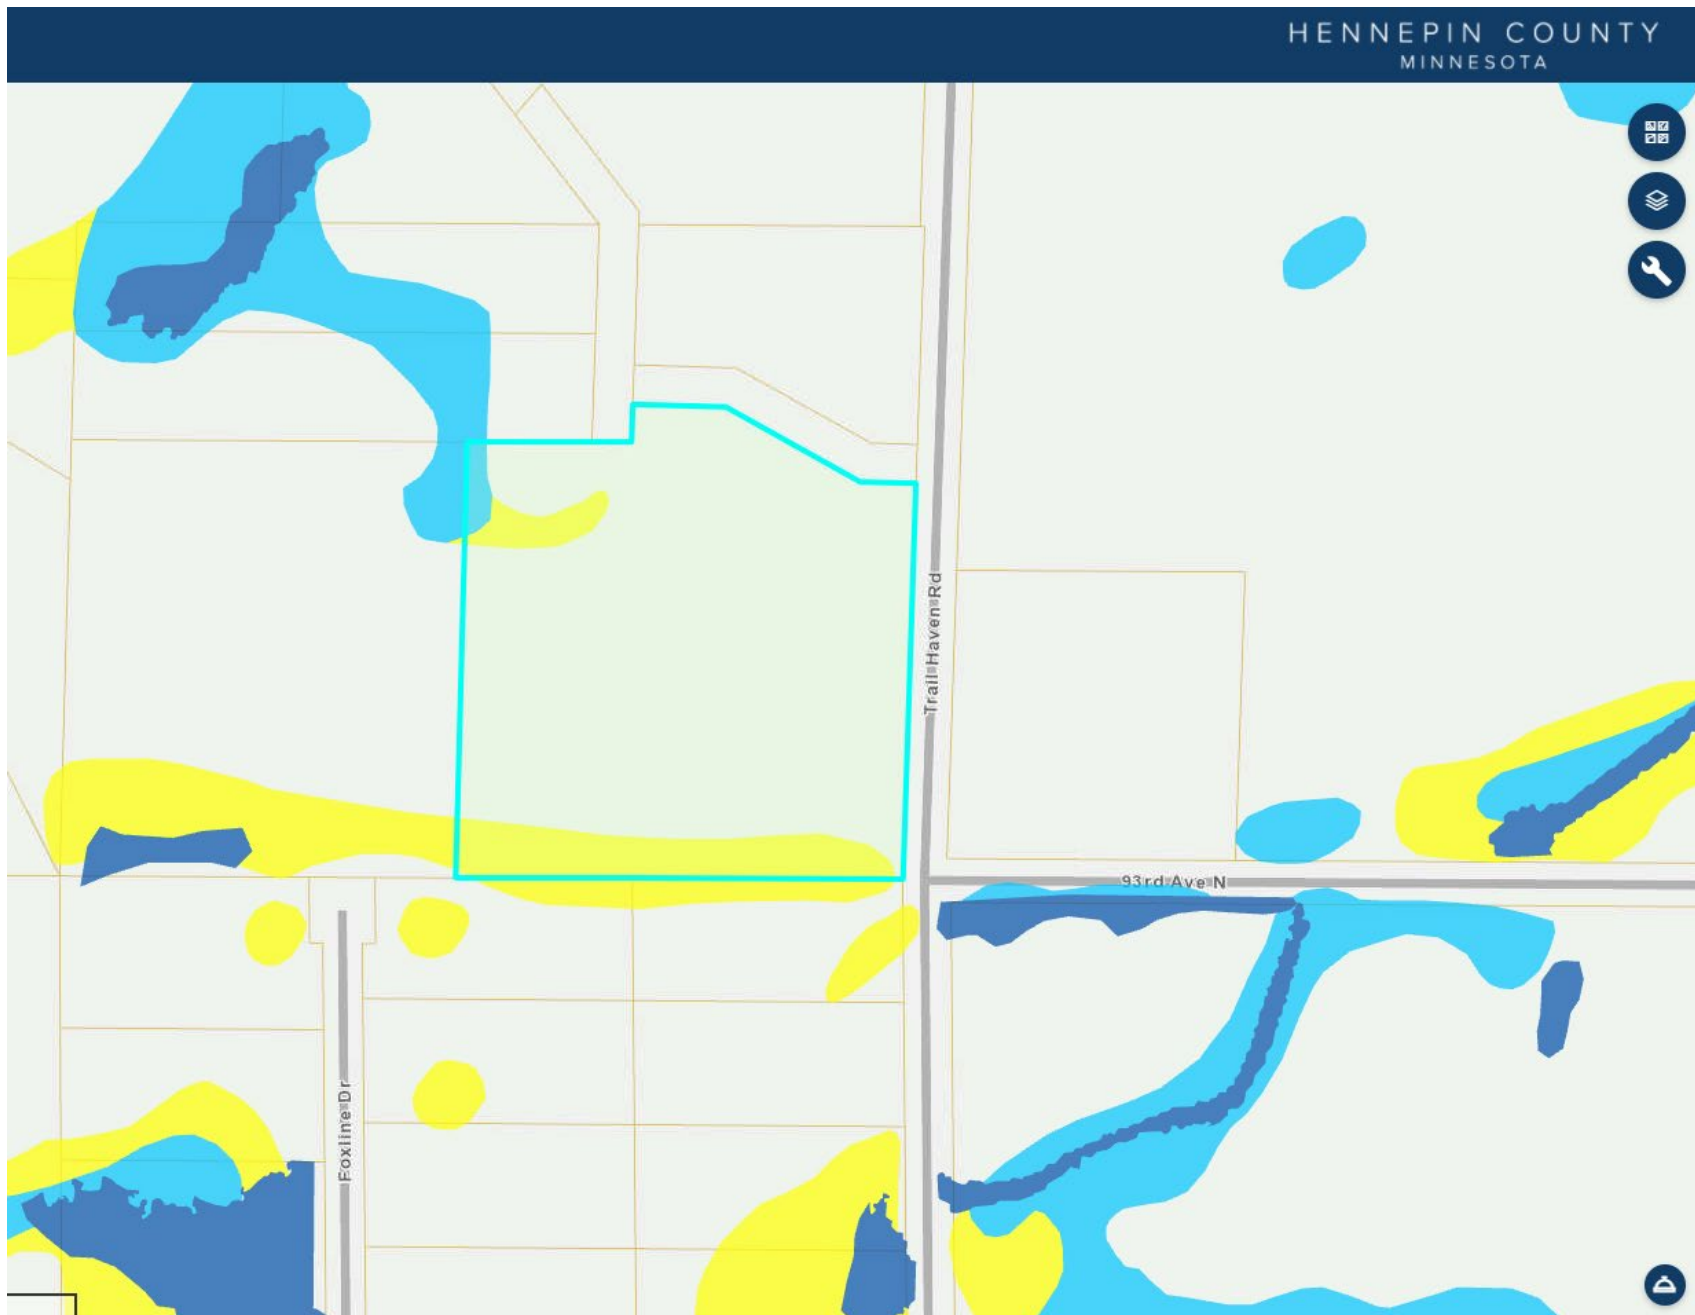 HENNEPIN COUNTY
MINNESOTA
Trail Haven Rd
93rd Ave N
Foxline Dr